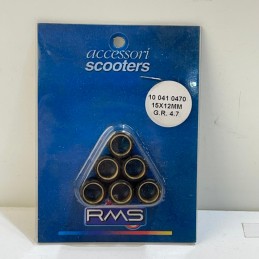 accessori
scooters
10 041 0470
15X12MM
G.R. 4.7
RMS